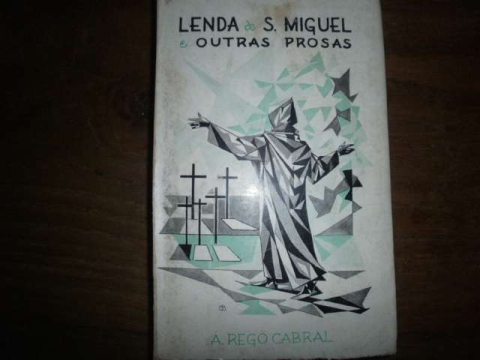 LENDA de S. MIGUEL
e OUTRAS PROSAS
A. REGO CABRAL